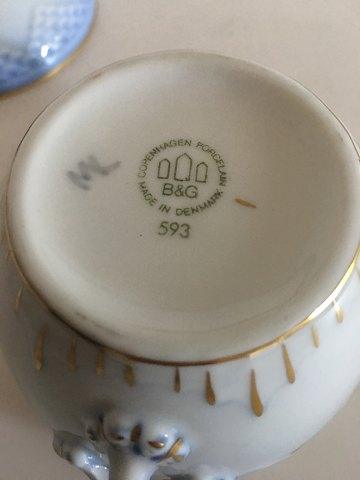 COPENHAGEN PORCELAIN
B&G
MADE IN DENMARK
593